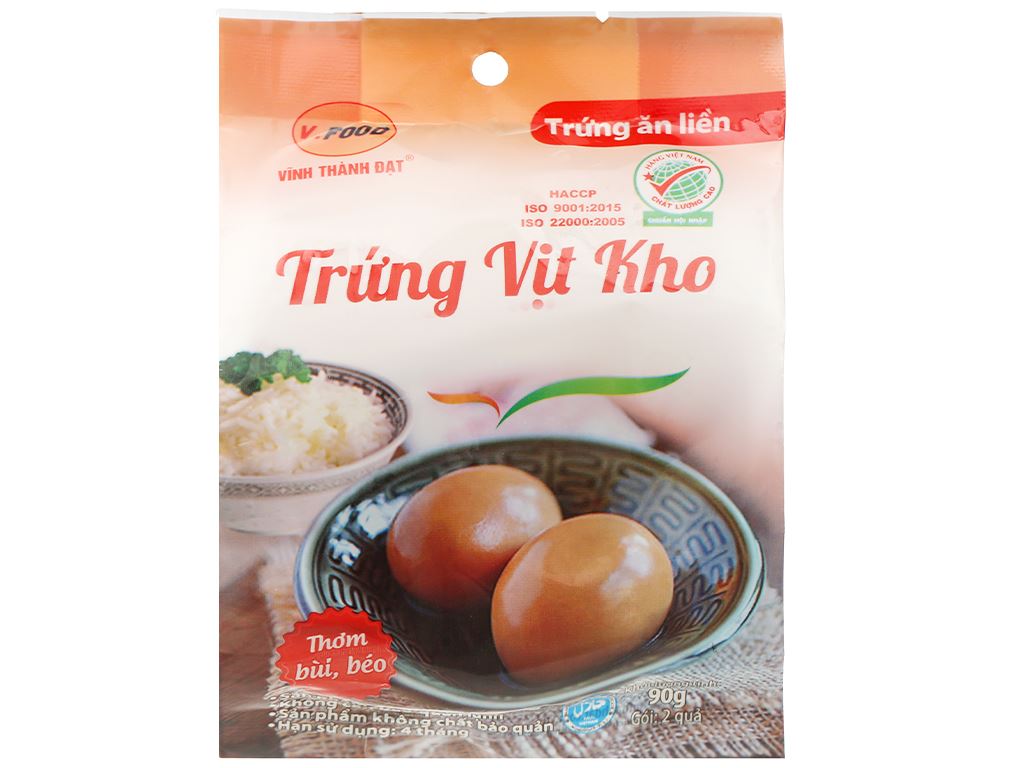 V.FOOD
VĨNH THÀNH ĐẠT®
Trứng ăn liền
HACCP
ISO 9001:2015
ISO 22000:2005
HÀNG VIỆT NAM
CHẤT LƯỢNG CAO
CHUẨN HỘI NHẬP
Trứng Vịt Kho
Thơm
bùi, béo
• Sản phẩm không chất bảo quản
• Hạn sử dụng: 4 tháng
90g
Gói: 2 quả